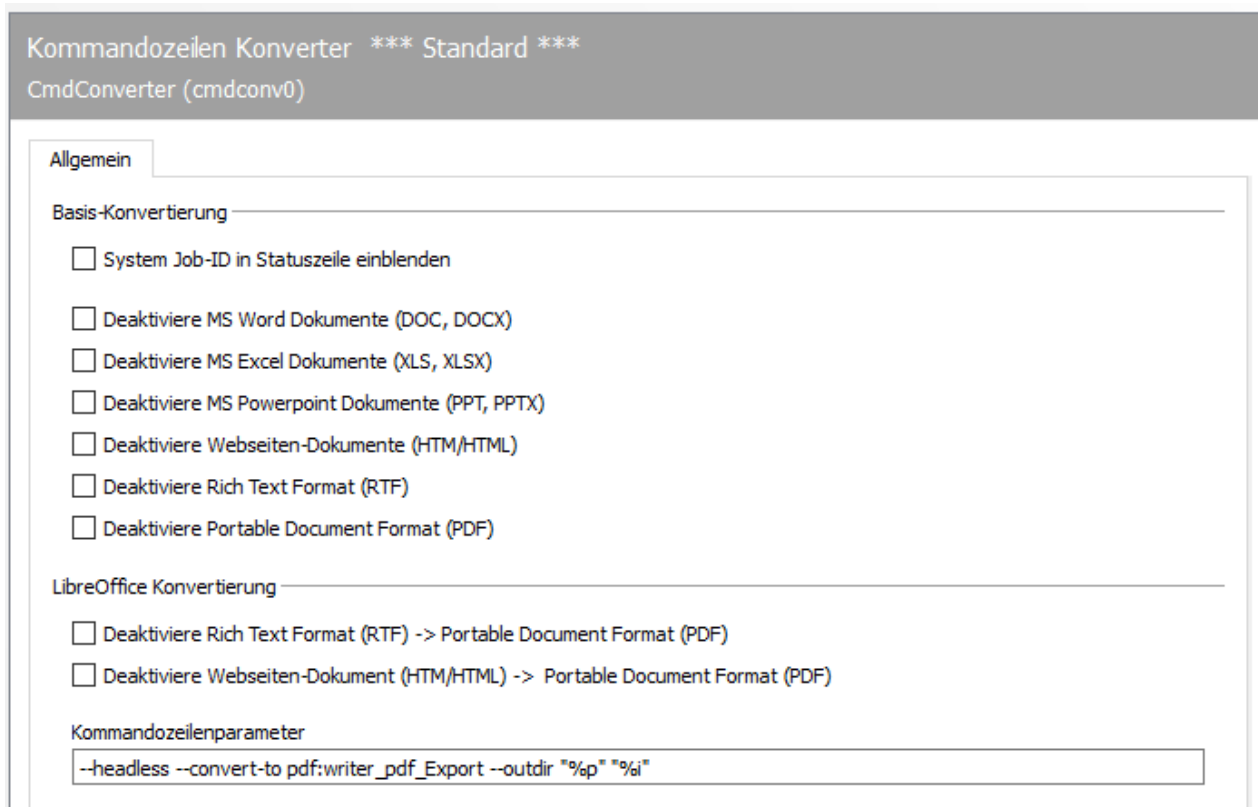 Kommandozeilen Konverter *** Standard ***
CmdConverter (cmdconv0)
Allgemein
Basis-Konvertierung
System Job-ID in Statuszeile einblenden
Deaktiviere MS Word Dokumente (DOC, DOCX)
Deaktiviere MS Excel Dokumente (XLS, XLSX)
Deaktiviere MS Powerpoint Dokumente (PPT, PPTX)
Deaktiviere Webseiten-Dokumente (HTM/HTML)
Deaktiviere Rich Text Format (RTF)
Deaktiviere Portable Document Format (PDF)
LibreOffice Konvertierung
Deaktiviere Rich Text Format (RTF) -> Portable Document Format (PDF)
Deaktiviere Webseiten-Dokument (HTM/HTML) -> Portable Document Format (PDF)
Kommandozeilenparameter
--headless --convert-to pdf:writer_pdf_Export --outdir "%p" "%i"